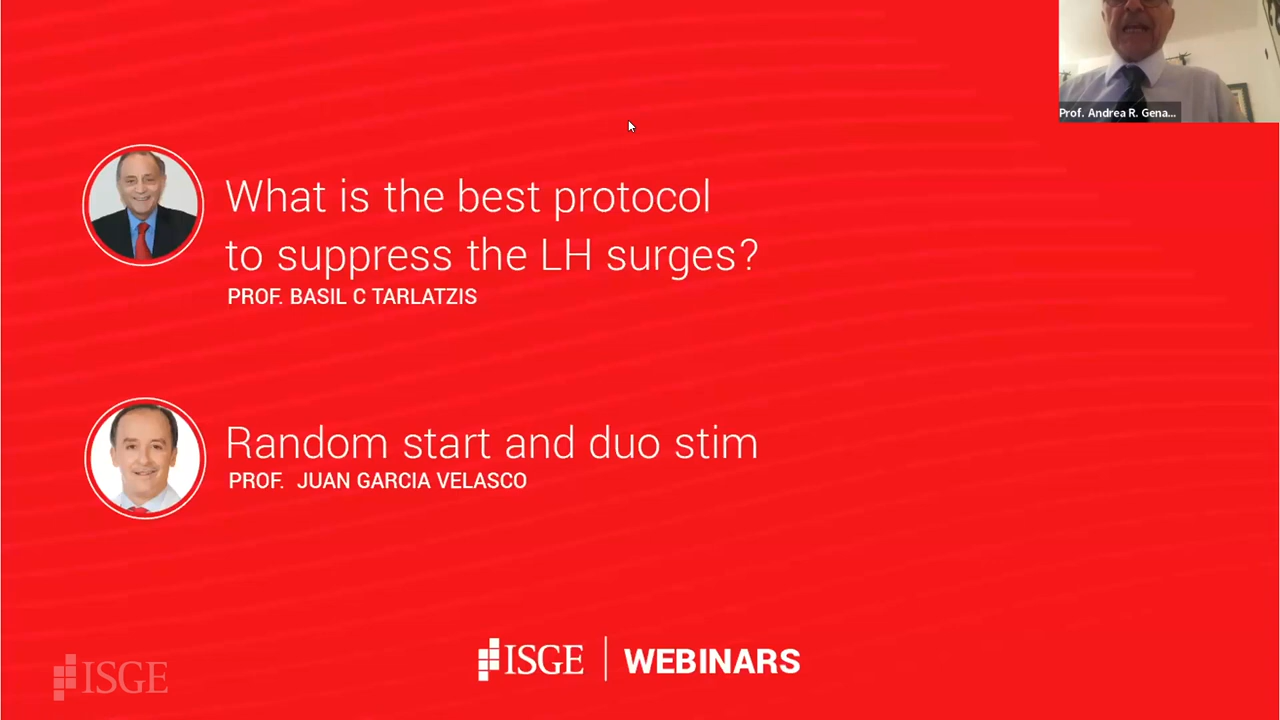 Prof. Andrea R. Gena...
What is the best protocol
to suppress the LH surges?
PROF. BASIL C TARLATZIS
Random start and duo stim
PROF. JUAN GARCIA VELASCO
ISGE | WEBINARS
ISGE